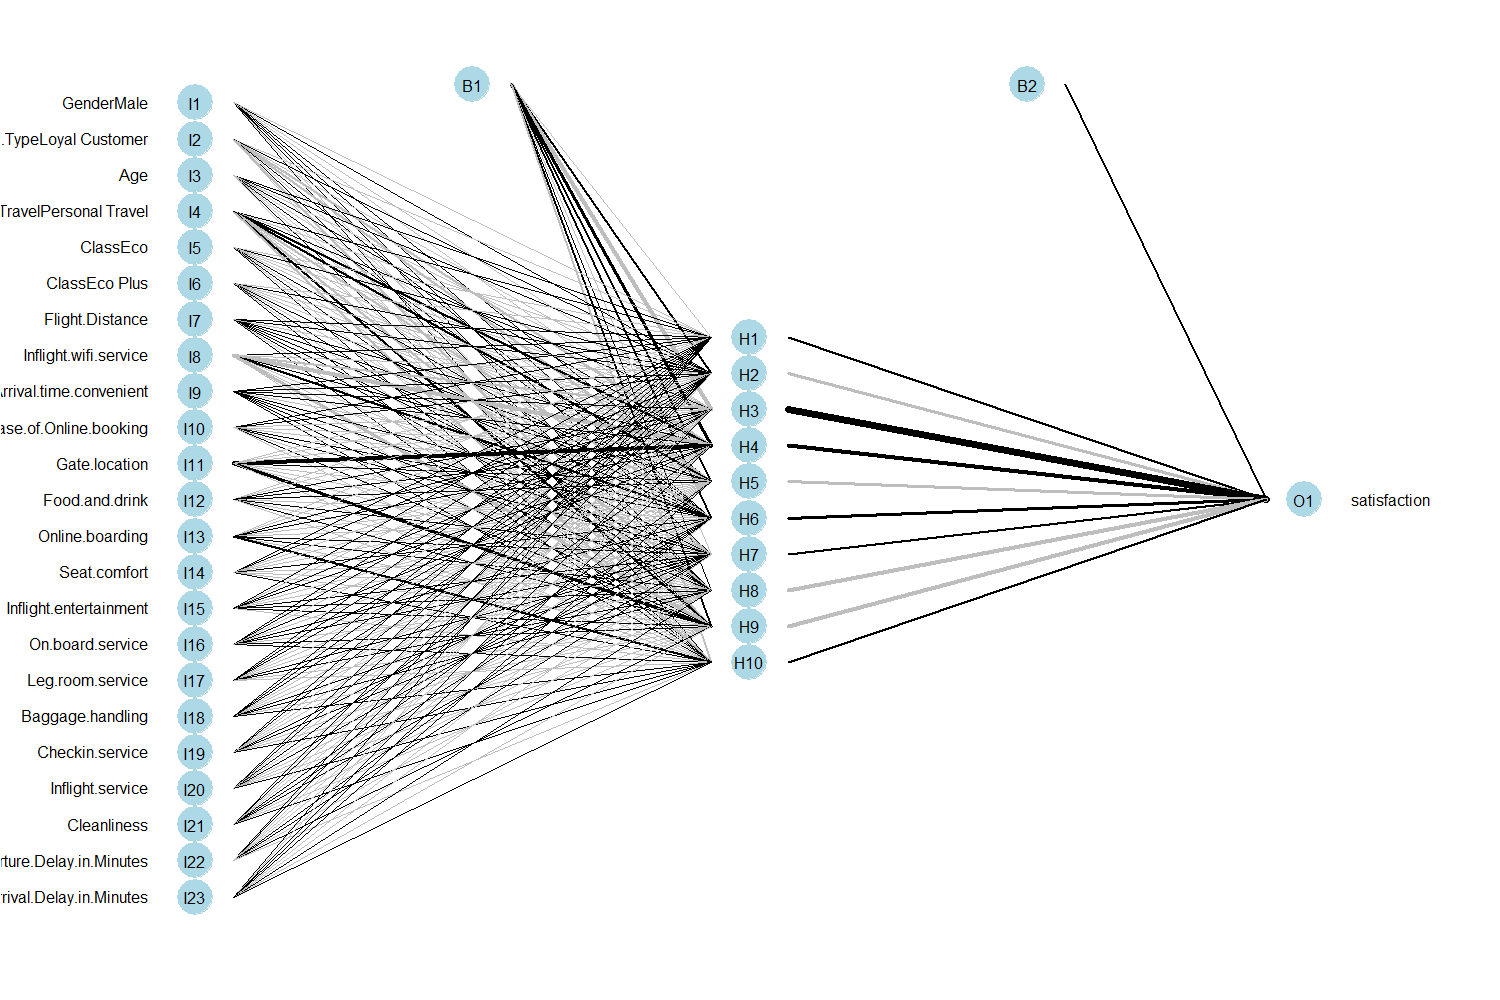 B1
B2
GenderMale I1
.TypeLoyal Customer I2
Age I3
TravelPersonal Travel I4
ClassEco I5
ClassEco Plus I6
Flight.Distance I7
Inflight.wifi.service I8
rrival.time.convenient I9
ase.of.Online.booking I10
Gate.location I11
Food.and.drink I12
Online.boarding I13
Seat.comfort I14
Inflight.entertainment I15
On.board.service I16
Leg.room.service I17
Baggage.handling I18
Checkin.service I19
Inflight.service I20
Cleanliness I21
rture.Delay.in.Minutes I22
rrival.Delay.in.Minutes I23
H1
H2
H3
H4
H5
H6
H7
H8
H9
H10
O1 satisfaction